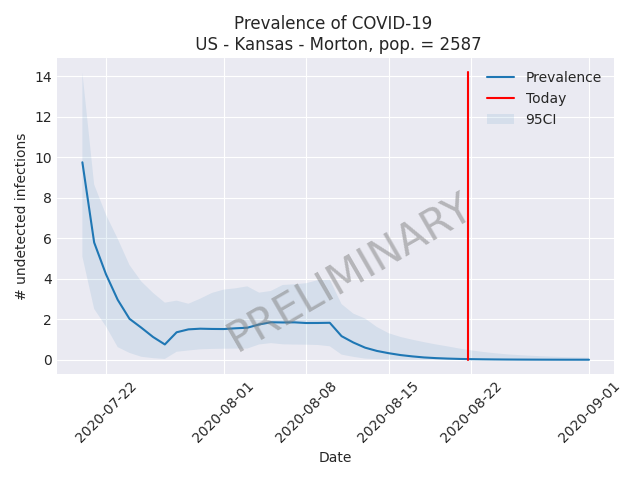 Prevalence of COVID-19
US - Kansas - Morton, pop. = 2587
# undetected infections
14
12
10
8
6
4
2
0
Prevalence
Today
95CI
PRELIMINARY
2020-07-22
2020-08-01
2020-08-08
2020-08-15
2020-08-22
2020-09-01
Date